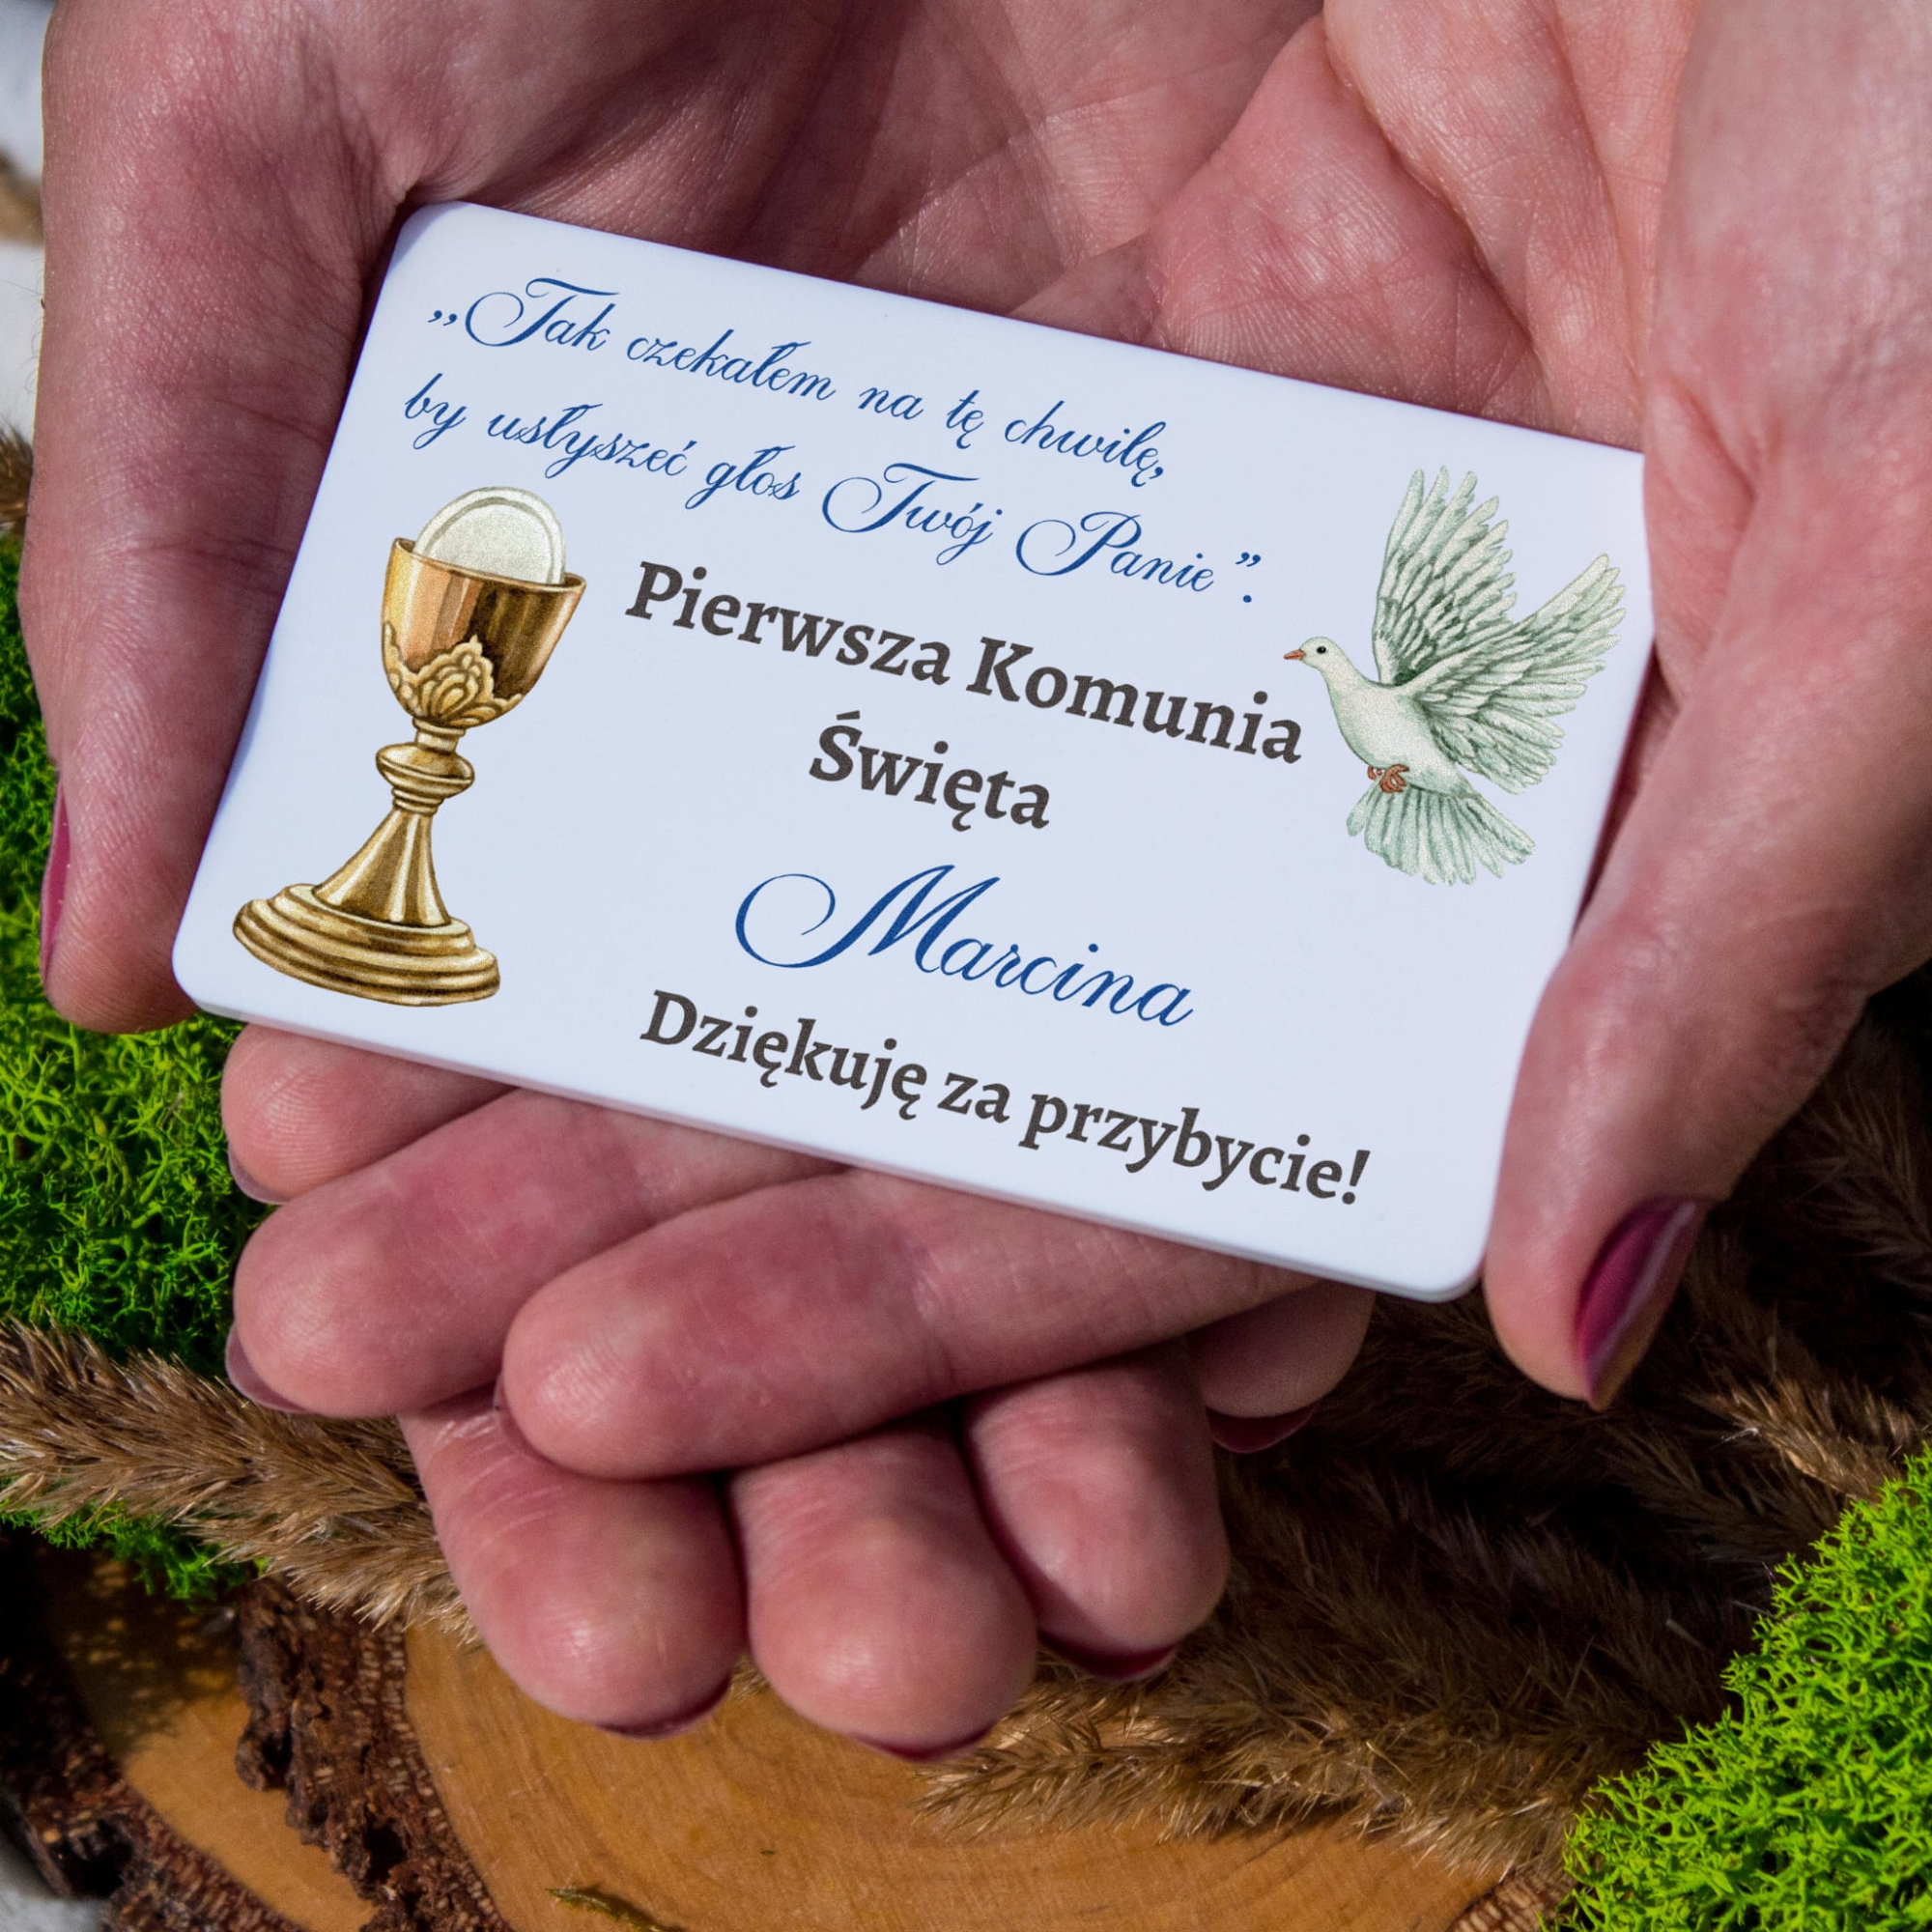 „Tak czekałem na tę chwilę,
by usłyszeć głos Twój Panie”.
Pierwsza Komunia
Święta
Marcina
Dziękuję za przybycie!